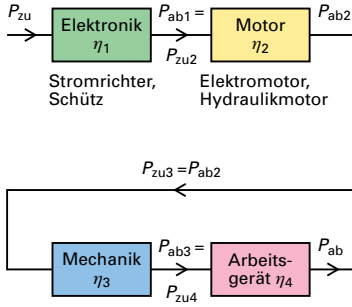 P_zu
Elektronik
η_1
P_ab1 =
P_zu2
Motor
η_2
P_ab2
Stromrichter,
Schütz
Elektromotor,
Hydraulikmotor
P_zu3 = P_ab2
Mechanik
η_3
P_ab3 =
P_zu4
Arbeits-
gerät η_4
P_ab